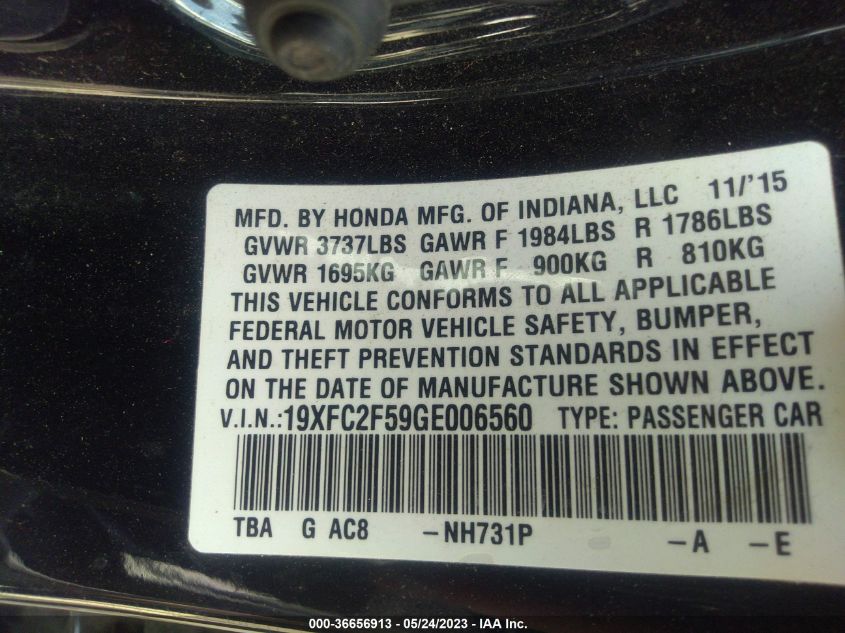 MFD. BY HONDA MFG. OF INDIANA, LLC 11/'15
GVWR 3737LBS GAWR F 1984LBS R 1786LBS
GVWR 1695KG GAWR F 900KG R 810KG
THIS VEHICLE CONFORMS TO ALL APPLICABLE
FEDERAL MOTOR VEHICLE SAFETY, BUMPER,
AND THEFT PREVENTION STANDARDS IN EFFECT
ON THE DATE OF MANUFACTURE SHOWN ABOVE.
V.I.N.:19XFC2F59GE006560 TYPE: PASSENGER CAR
TBA G AC8 -NH731P -A -E
000-36656913 - 05/24/2023 - IAA Inc.